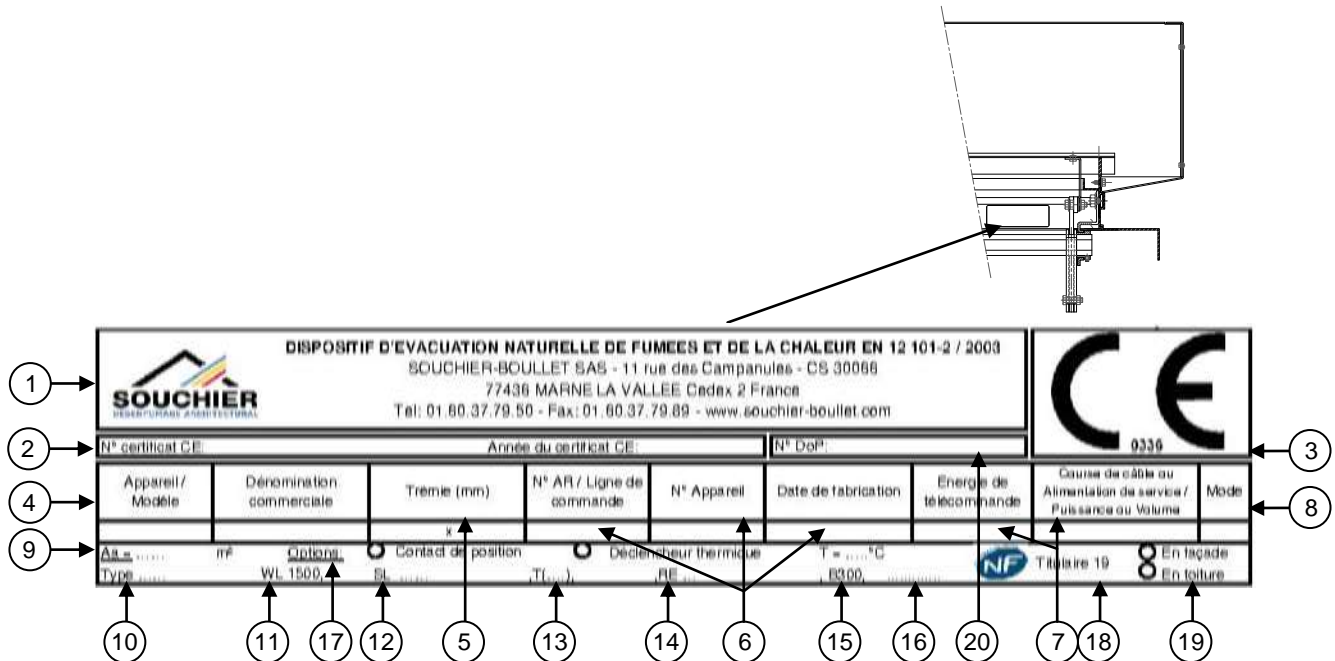 DISPOSITIF D'EVACUATION NATURELLE DE FUMEES ET DE LA CHALEUR EN 12 101-2 / 2003
SOUCHIER-BOULLET SAS - 11 rue des Campanules - CS 30066
77436 MARNE LA VALLEE Cedex 2 France
Tel: 01.60.37.79.50 - Fax: 01.60.37.79.89 - www.souchier-boullet.com
SOUCHIER
DESENFUMAGE ARCHITECTURAL
CE
0336
1
2
3
N° certificat CE:
Année du certificat CE:
N° DoP:
4
Appareil / Modèle
Dénomination commerciale
Trémie (mm)
N° AR / Ligne de commande
N° Appareil
Date de fabrication
Energie de télécommande
Course de câble ou Alimentation de service / Puissance ou Volume
Mode
8
x
9
Aa = ...... m²
Options:
Contact de position
Déclencheur thermique
T = ....°C
NF
Titulaire 19
En façade
En toiture
Type ......
WL 1500,
SL ......
,T(...),
,RE ...
, B300,
.............
10
11
17
12
5
13
14
6
15
16
20
7
18
19